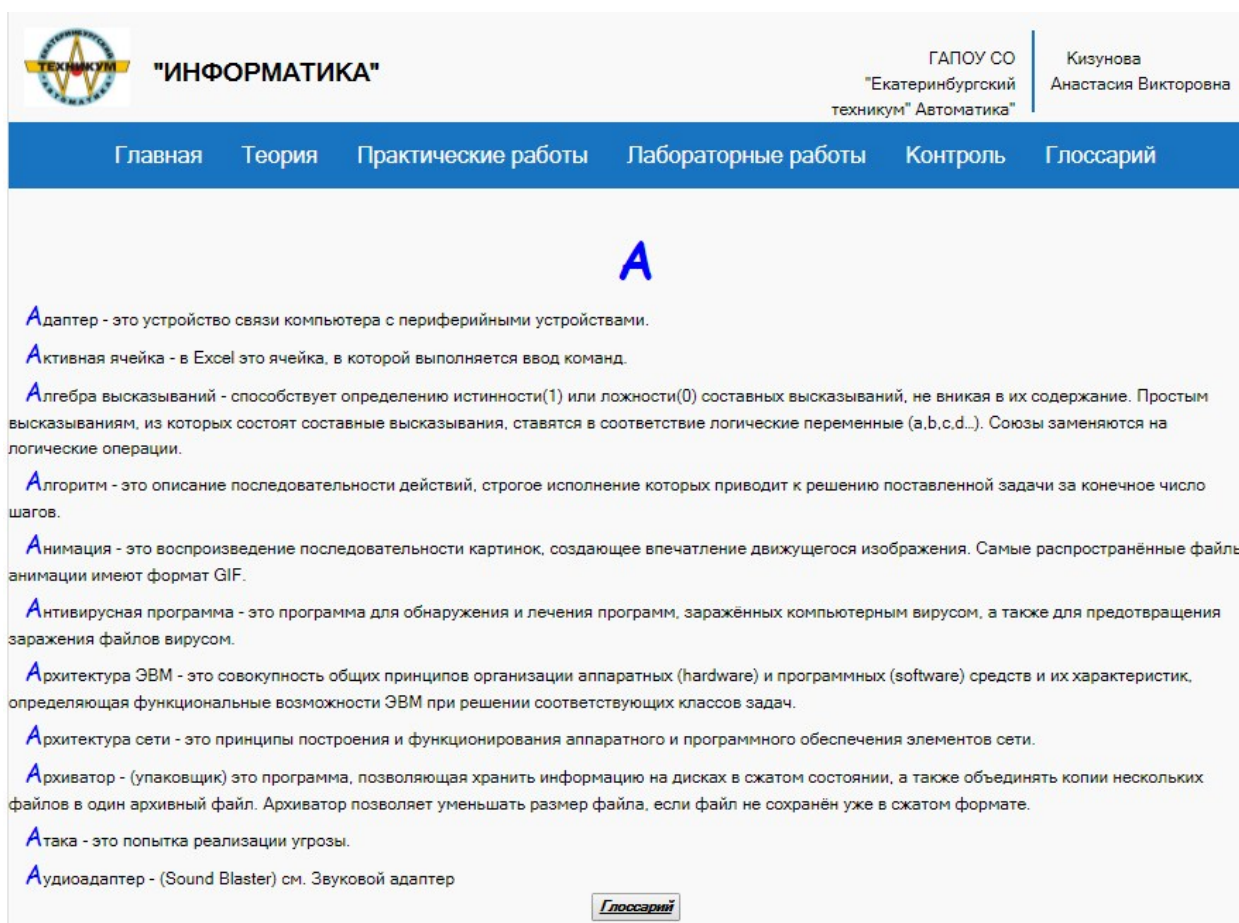 ЕКАТЕРИНБУРГСКИЙ
ТЕХНИКУМ
АВТОМАТИКА
"ИНФОРМАТИКА"
ГАПОУ СО
"Екатеринбургский
техникум" Автоматика"
Кизунова
Анастасия Викторовна
Главная Теория Практические работы Лабораторные работы Контроль Глоссарий
А
Адаптер - это устройство связи компьютера с периферийными устройствами.
Активная ячейка - в Excel это ячейка, в которой выполняется ввод команд.
Алгебра высказываний - способствует определению истинности(1) или ложности(0) составных высказываний, не вникая в их содержание. Простым
высказываниям, из которых состоят составные высказывания, ставятся в соответствие логические переменные (a,b,c,d...). Союзы заменяются на
логические операции.
Алгоритм - это описание последовательности действий, строгое исполнение которых приводит к решению поставленной задачи за конечное число
шагов.
Анимация - это воспроизведение последовательности картинок, создающее впечатление движущегося изображения. Самые распространённые файлы
анимации имеют формат GIF.
Антивирусная программа - это программа для обнаружения и лечения программ, заражённых компьютерным вирусом, а также для предотвращения
заражения файлов вирусом.
Архитектура ЭВМ - это совокупность общих принципов организации аппаратных (hardware) и программных (software) средств и их характеристик,
определяющая функциональные возможности ЭВМ при решении соответствующих классов задач.
Архитектура сети - это принципы построения и функционирования аппаратного и программного обеспечения элементов сети.
Архиватор - (упаковщик) это программа, позволяющая хранить информацию на дисках в сжатом состоянии, а также объединять копии нескольких
файлов в один архивный файл. Архиватор позволяет уменьшать размер файла, если файл не сохранён уже в сжатом формате.
Атака - это попытка реализации угрозы.
Аудиоадаптер - (Sound Blaster) см. Звуковой адаптер
Глоссарий